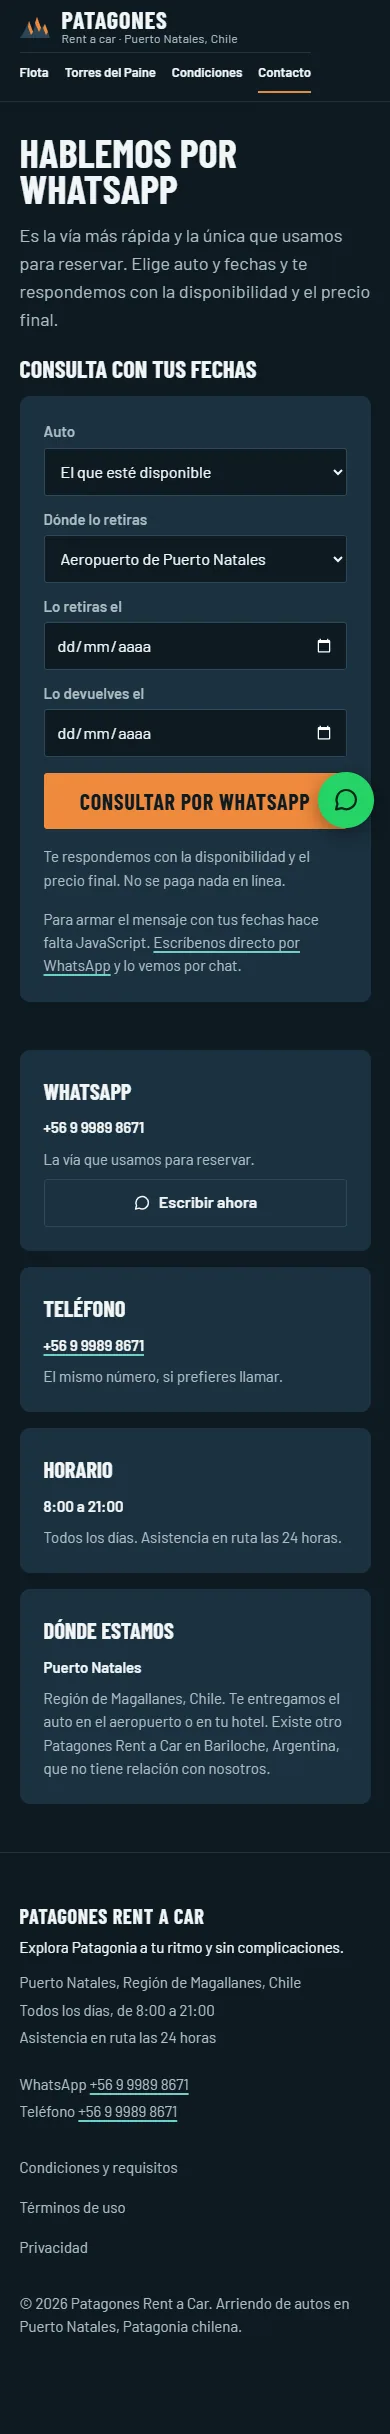 PATAGONES
Rent a car · Puerto Natales, Chile
Flota Torres del Paine Condiciones Contacto
HABLEMOS POR
WHATSAPP
Es la vía más rápida y la única que usamos
para reservar. Elige auto y fechas y te
respondemos con la disponibilidad y el precio
final.
CONSULTA CON TUS FECHAS
Auto
El que esté disponible
Dónde lo retiras
Aeropuerto de Puerto Natales
Lo retiras el
dd/mm/aaaa
Lo devuelves el
dd/mm/aaaa
CONSULTAR POR WHATSAPP
Te respondemos con la disponibilidad y el
precio final. No se paga nada en línea.
Para armar el mensaje con tus fechas hace
falta JavaScript. Escríbenos directo por
WhatsApp y lo vemos por chat.
WHATSAPP
+56 9 9989 8671
La vía que usamos para reservar.
Escribir ahora
TELÉFONO
+56 9 9989 8671
El mismo número, si prefieres llamar.
HORARIO
8:00 a 21:00
Todos los días. Asistencia en ruta las 24 horas.
DÓNDE ESTAMOS
Puerto Natales
Región de Magallanes, Chile. Te entregamos el
auto en el aeropuerto o en tu hotel. Existe otro
Patagones Rent a Car en Bariloche, Argentina,
que no tiene relación con nosotros.
PATAGONES RENT A CAR
Explora Patagonia a tu ritmo y sin complicaciones.
Puerto Natales, Región de Magallanes, Chile
Todos los días, de 8:00 a 21:00
Asistencia en ruta las 24 horas
WhatsApp +56 9 9989 8671
Teléfono +56 9 9989 8671
Condiciones y requisitos
Términos de uso
Privacidad
© 2026 Patagones Rent a Car. Arriendo de autos en
Puerto Natales, Patagonia chilena.